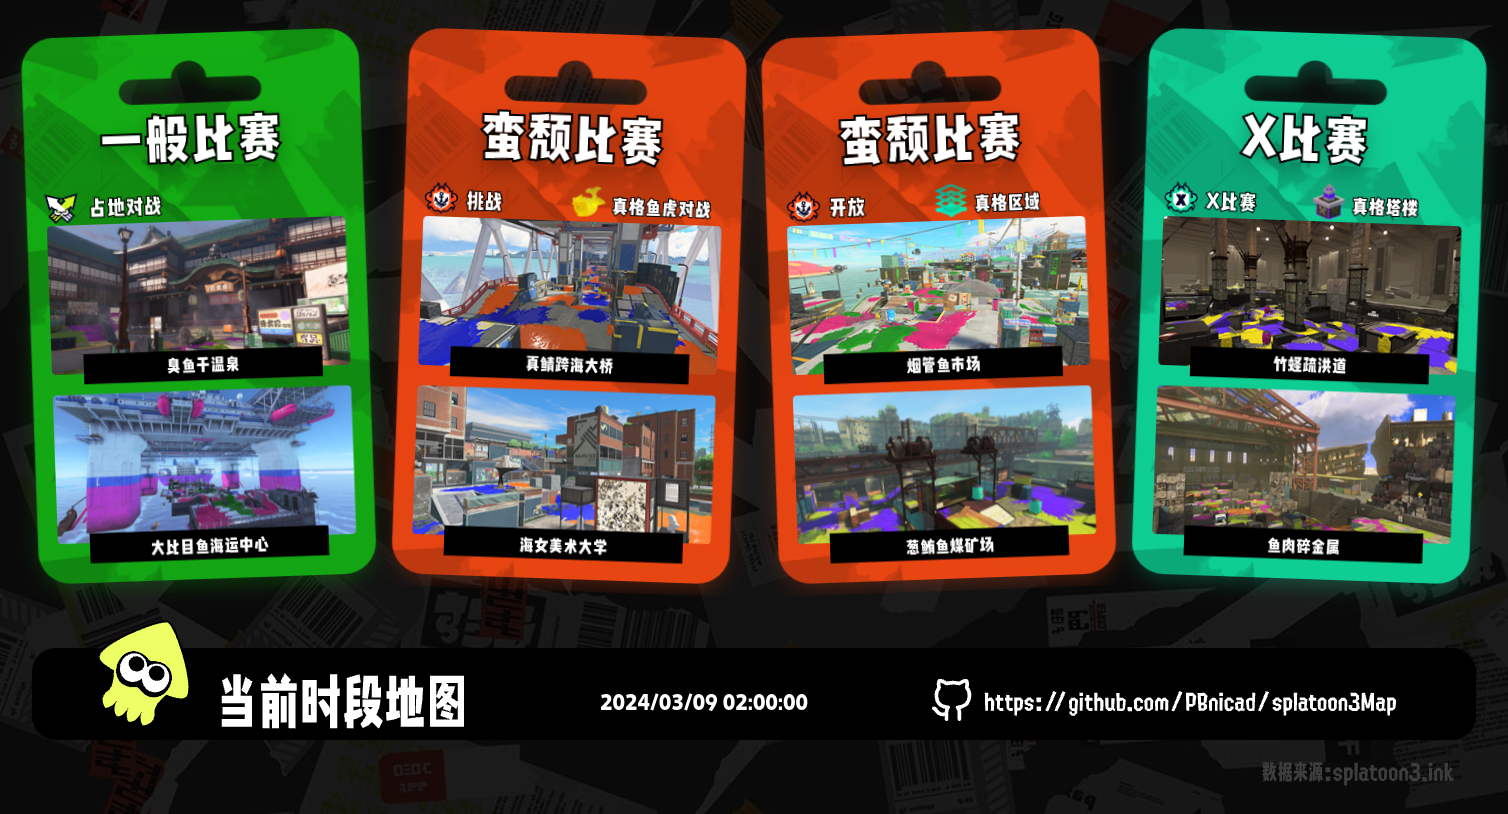 一般比赛
占地对战
臭鱼干温泉
大比目鱼海运中心
蛮颓比赛
挑战
真格鱼虎对战
真鲭跨海大桥
海女美术大学
蛮颓比赛
开放
真格区域
烟管鱼市场
葱鲔鱼煤矿场
X比赛
X比赛
真格塔楼
竹蛏疏洪道
鱼肉碎金属
当前时段地图
2024/03/09 02:00:00
https://github.com/PBnicad/splatoon3Map
数据来源:splatoon3.ink